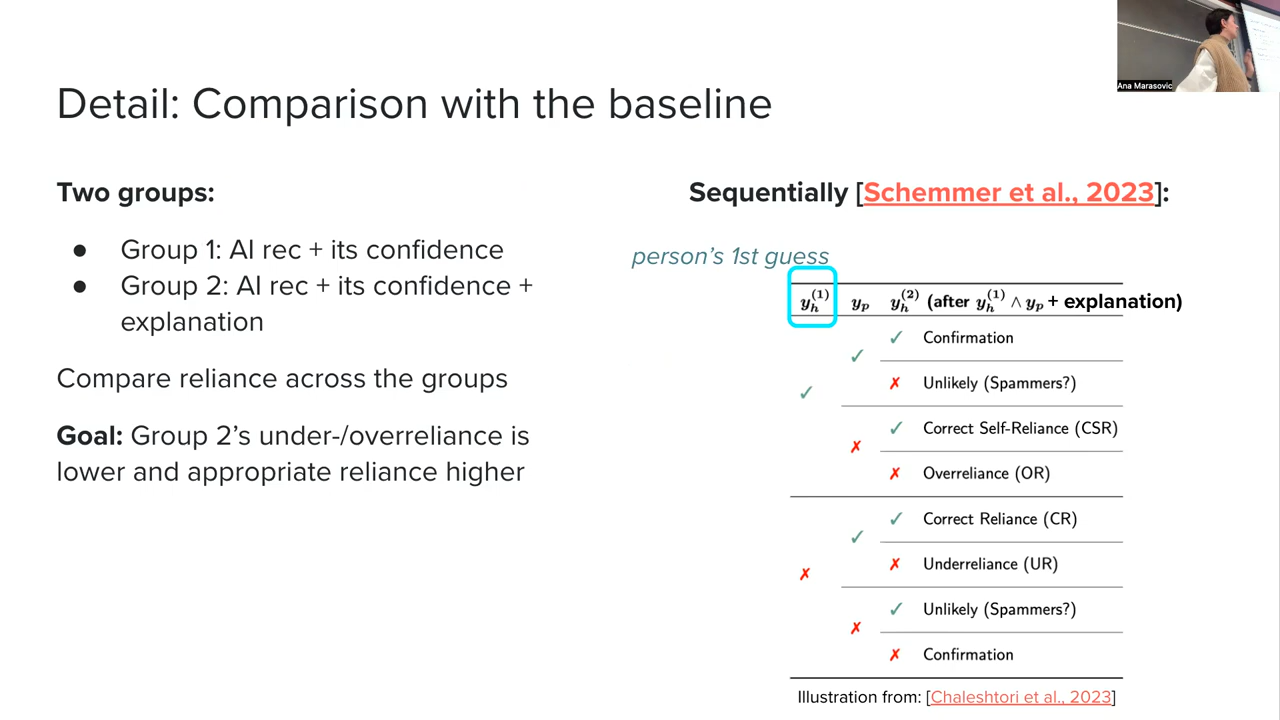 Ana Marasović
Detail: Comparison with the baseline
Two groups:
● Group 1: AI rec + its confidence
● Group 2: AI rec + its confidence +
explanation
Compare reliance across the groups
Goal: Group 2's under-/overreliance is
lower and appropriate reliance higher
Sequentially [Schemmer et al., 2023]:
person's 1st guess
y_h^(1) y_p y_h^(2) (after y_h^(1) ∧ y_p + explanation)
✓ ✓ ✓ Confirmation
✗ Unlikely (Spammers?)
✗ ✓ Correct Self-Reliance (CSR)
✗ Overreliance (OR)
✗ ✓ ✓ Correct Reliance (CR)
✗ Underreliance (UR)
✗ ✓ Unlikely (Spammers?)
✗ Confirmation
Illustration from: [Chaleshtori et al., 2023]